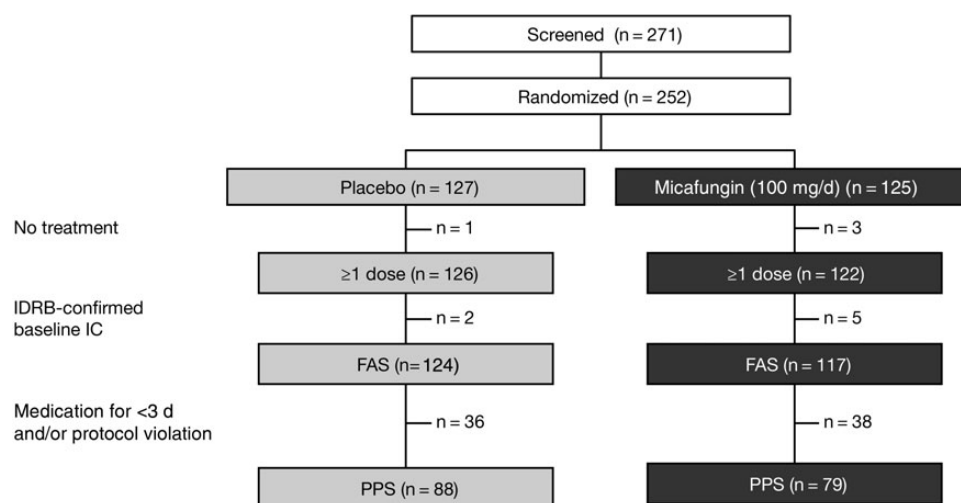 Screened (n = 271)
Randomized (n = 252)
Placebo (n = 127)
Micafungin (100 mg/d) (n = 125)
No treatment
n = 1
n = 3
≥1 dose (n = 126)
≥1 dose (n = 122)
IDRB-confirmed
baseline IC
n = 2
n = 5
FAS (n= 124)
FAS (n = 117)
Medication for <3 d
and/or protocol violation
n = 36
n = 38
PPS (n = 88)
PPS (n = 79)